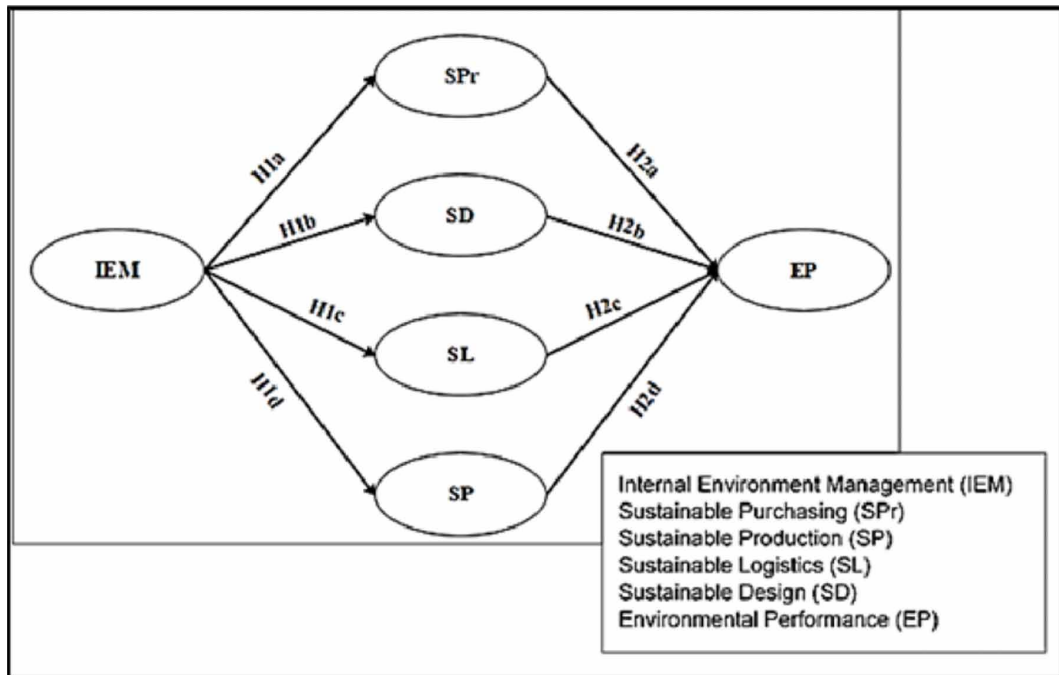 SPr
H1a
H2a
SD
H1b
H2b
IEM
EP
H1c
H2c
SL
H1d
H2d
SP
Internal Environment Management (IEM)
Sustainable Purchasing (SPr)
Sustainable Production (SP)
Sustainable Logistics (SL)
Sustainable Design (SD)
Environmental Performance (EP)